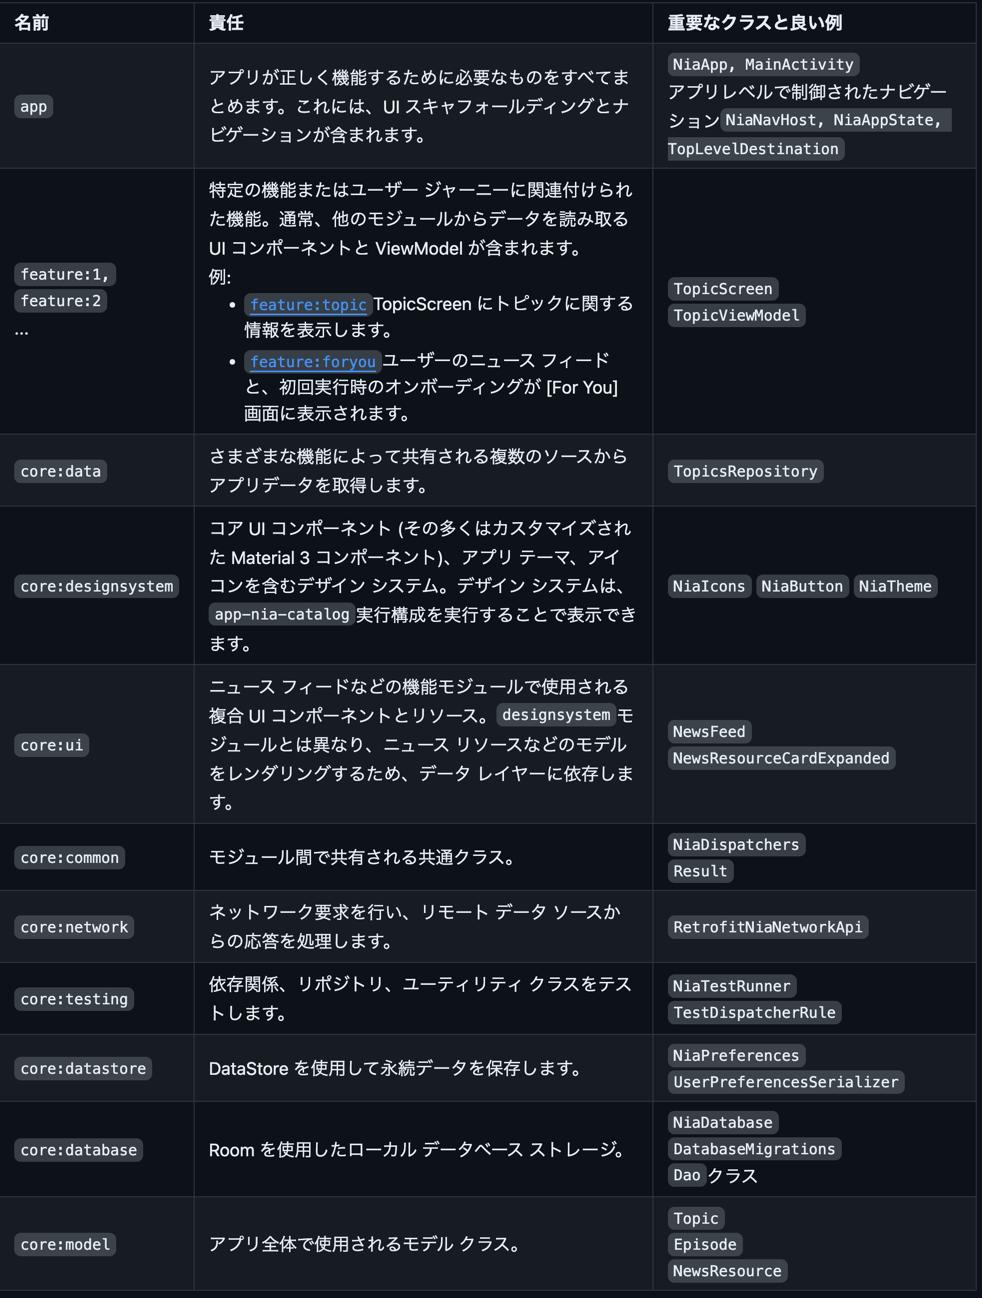 名前
責任
重要なクラスと良い例
app
アプリが正しく機能するために必要なものをすべてま
とめます。これには、UI スキャフォールディングとナ
ビゲーションが含まれます。
NiaApp, MainActivity
アプリレベルで制御されたナビゲー
ション NiaNavHost, NiaAppState,
TopLevelDestination
feature:1,
feature:2
...
特定の機能またはユーザー ジャーニーに関連付けられ
た機能。通常、他のモジュールからデータを読み取る
UI コンポーネントと ViewModel が含まれます。
例:
• feature:topic TopicScreen にトピックに関する
情報を表示します。
• feature:foryou ユーザーのニュース フィード
と、初回実行時のオンボーディングが [For You]
画面に表示されます。
TopicScreen
TopicViewModel
core:data
さまざまな機能によって共有される複数のソースから
アプリデータを取得します。
TopicsRepository
core:designsystem
コア UI コンポーネント (その多くはカスタマイズされ
た Material 3 コンポーネント)、アプリ テーマ、アイ
コンを含むデザイン システム。デザイン システムは、
app-nia-catalog 実行構成を実行することで表示でき
ます。
NiaIcons NiaButton NiaTheme
core:ui
ニュース フィードなどの機能モジュールで使用される
複合 UI コンポーネントとリソース。 designsystem モ
ジュールとは異なり、ニュース リソースなどのモデル
をレンダリングするため、データ レイヤーに依存しま
す。
NewsFeed
NewsResourceCardExpanded
core:common
モジュール間で共有される共通クラス。
NiaDispatchers
Result
core:network
ネットワーク要求を行い、リモート データ ソースか
らの応答を処理します。
RetrofitNiaNetworkApi
core:testing
依存関係、リポジトリ、ユーティリティ クラスをテス
トします。
NiaTestRunner
TestDispatcherRule
core:datastore
DataStore を使用して永続データを保存します。
NiaPreferences
UserPreferencesSerializer
core:database
Room を使用したローカル データベース ストレージ。
NiaDatabase
DatabaseMigrations
Dao クラス
core:model
アプリ全体で使用されるモデル クラス。
Topic
Episode
NewsResource